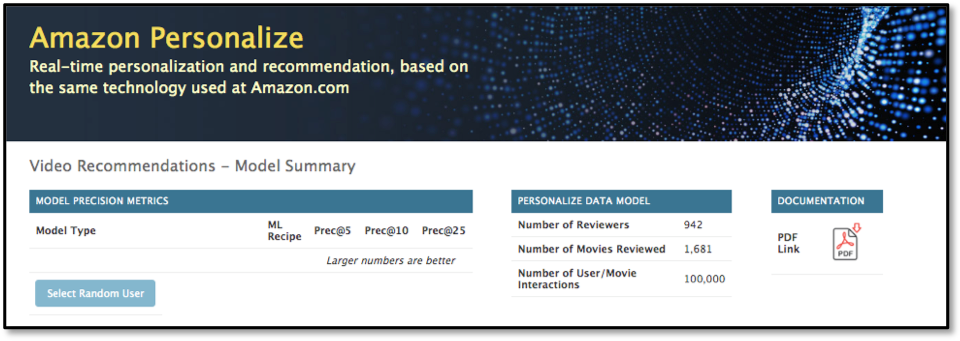 Amazon Personalize
Real-time personalization and recommendation, based on
the same technology used at Amazon.com
Video Recommendations – Model Summary
MODEL PRECISION METRICS
Model Type ML Recipe Prec@5 Prec@10 Prec@25
Larger numbers are better
Select Random User
PERSONALIZE DATA MODEL
Number of Reviewers 942
Number of Movies Reviewed 1,681
Number of User/Movie
Interactions 100,000
DOCUMENTATION
PDF
Link
PDF